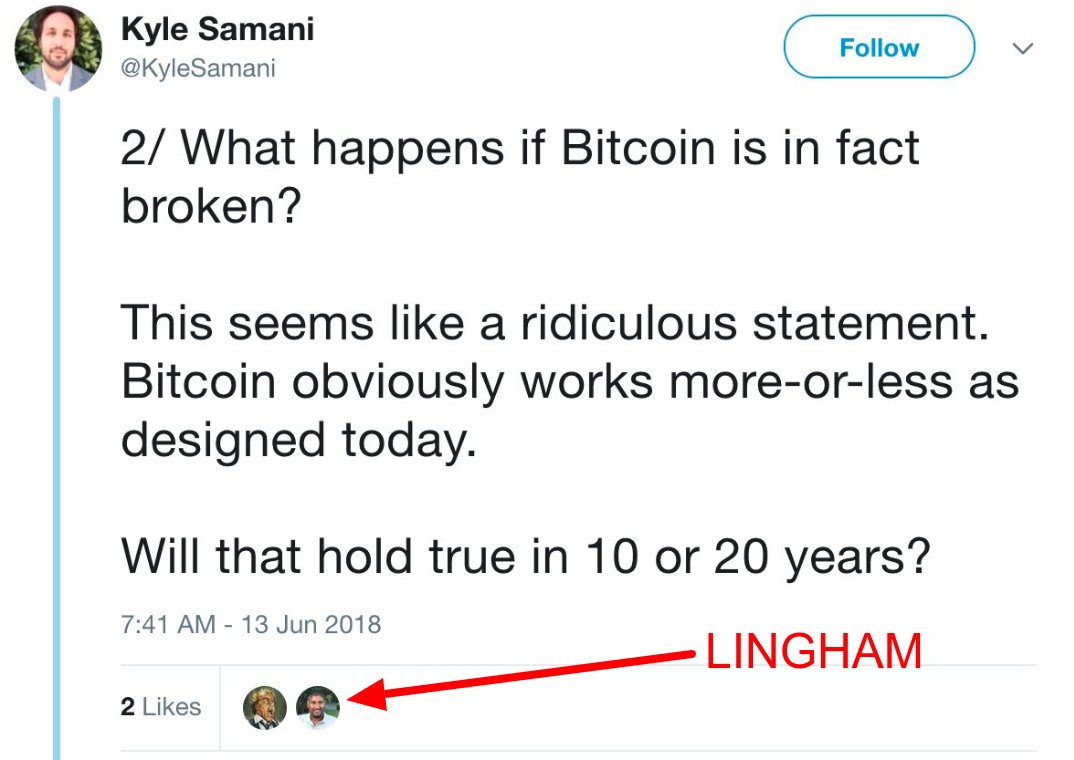 Kyle Samani
@KyleSamani
Follow
2/ What happens if Bitcoin is in fact
broken?
This seems like a ridiculous statement.
Bitcoin obviously works more-or-less as
designed today.
Will that hold true in 10 or 20 years?
7:41 AM - 13 Jun 2018
LINGHAM
2 Likes